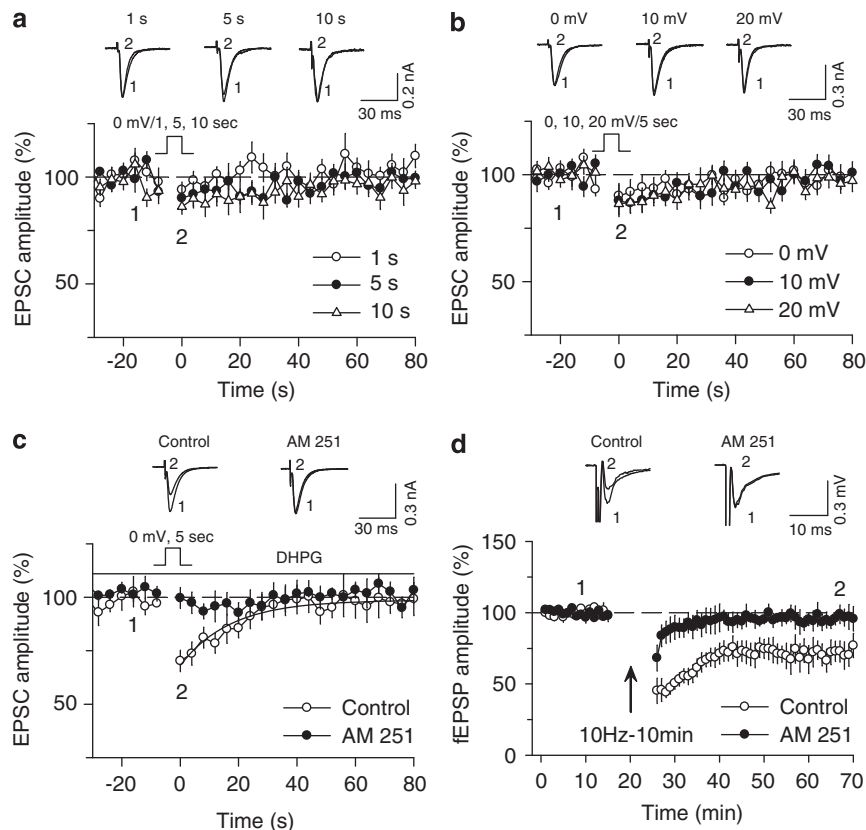 a
1 s 5 s 10 s
2 2 2
1 1 1
0.2 nA
30 ms
0 mV/1, 5, 10 sec
EPSC amplitude (%)
100
50
1
2
1 s
5 s
10 s
-20 0 20 40 60 80
Time (s)
b
0 mV 10 mV 20 mV
2 2 2
1 1 1
0.3 nA
30 ms
0, 10, 20 mV/5 sec
EPSC amplitude (%)
100
50
1
2
0 mV
10 mV
20 mV
-20 0 20 40 60 80
Time (s)
c
Control AM 251
2 2
1 1
0.3 nA
30 ms
0 mV, 5 sec
DHPG
EPSC amplitude (%)
100
50
1
2
Control
AM 251
-20 0 20 40 60 80
Time (s)
d
Control AM 251
2 2
1 1
0.3 mV
10 ms
fEPSP amplitude (%)
150
100
75
50
0
1
2
10Hz-10min
Control
AM 251
0 10 20 30 40 50 60 70
Time (min)